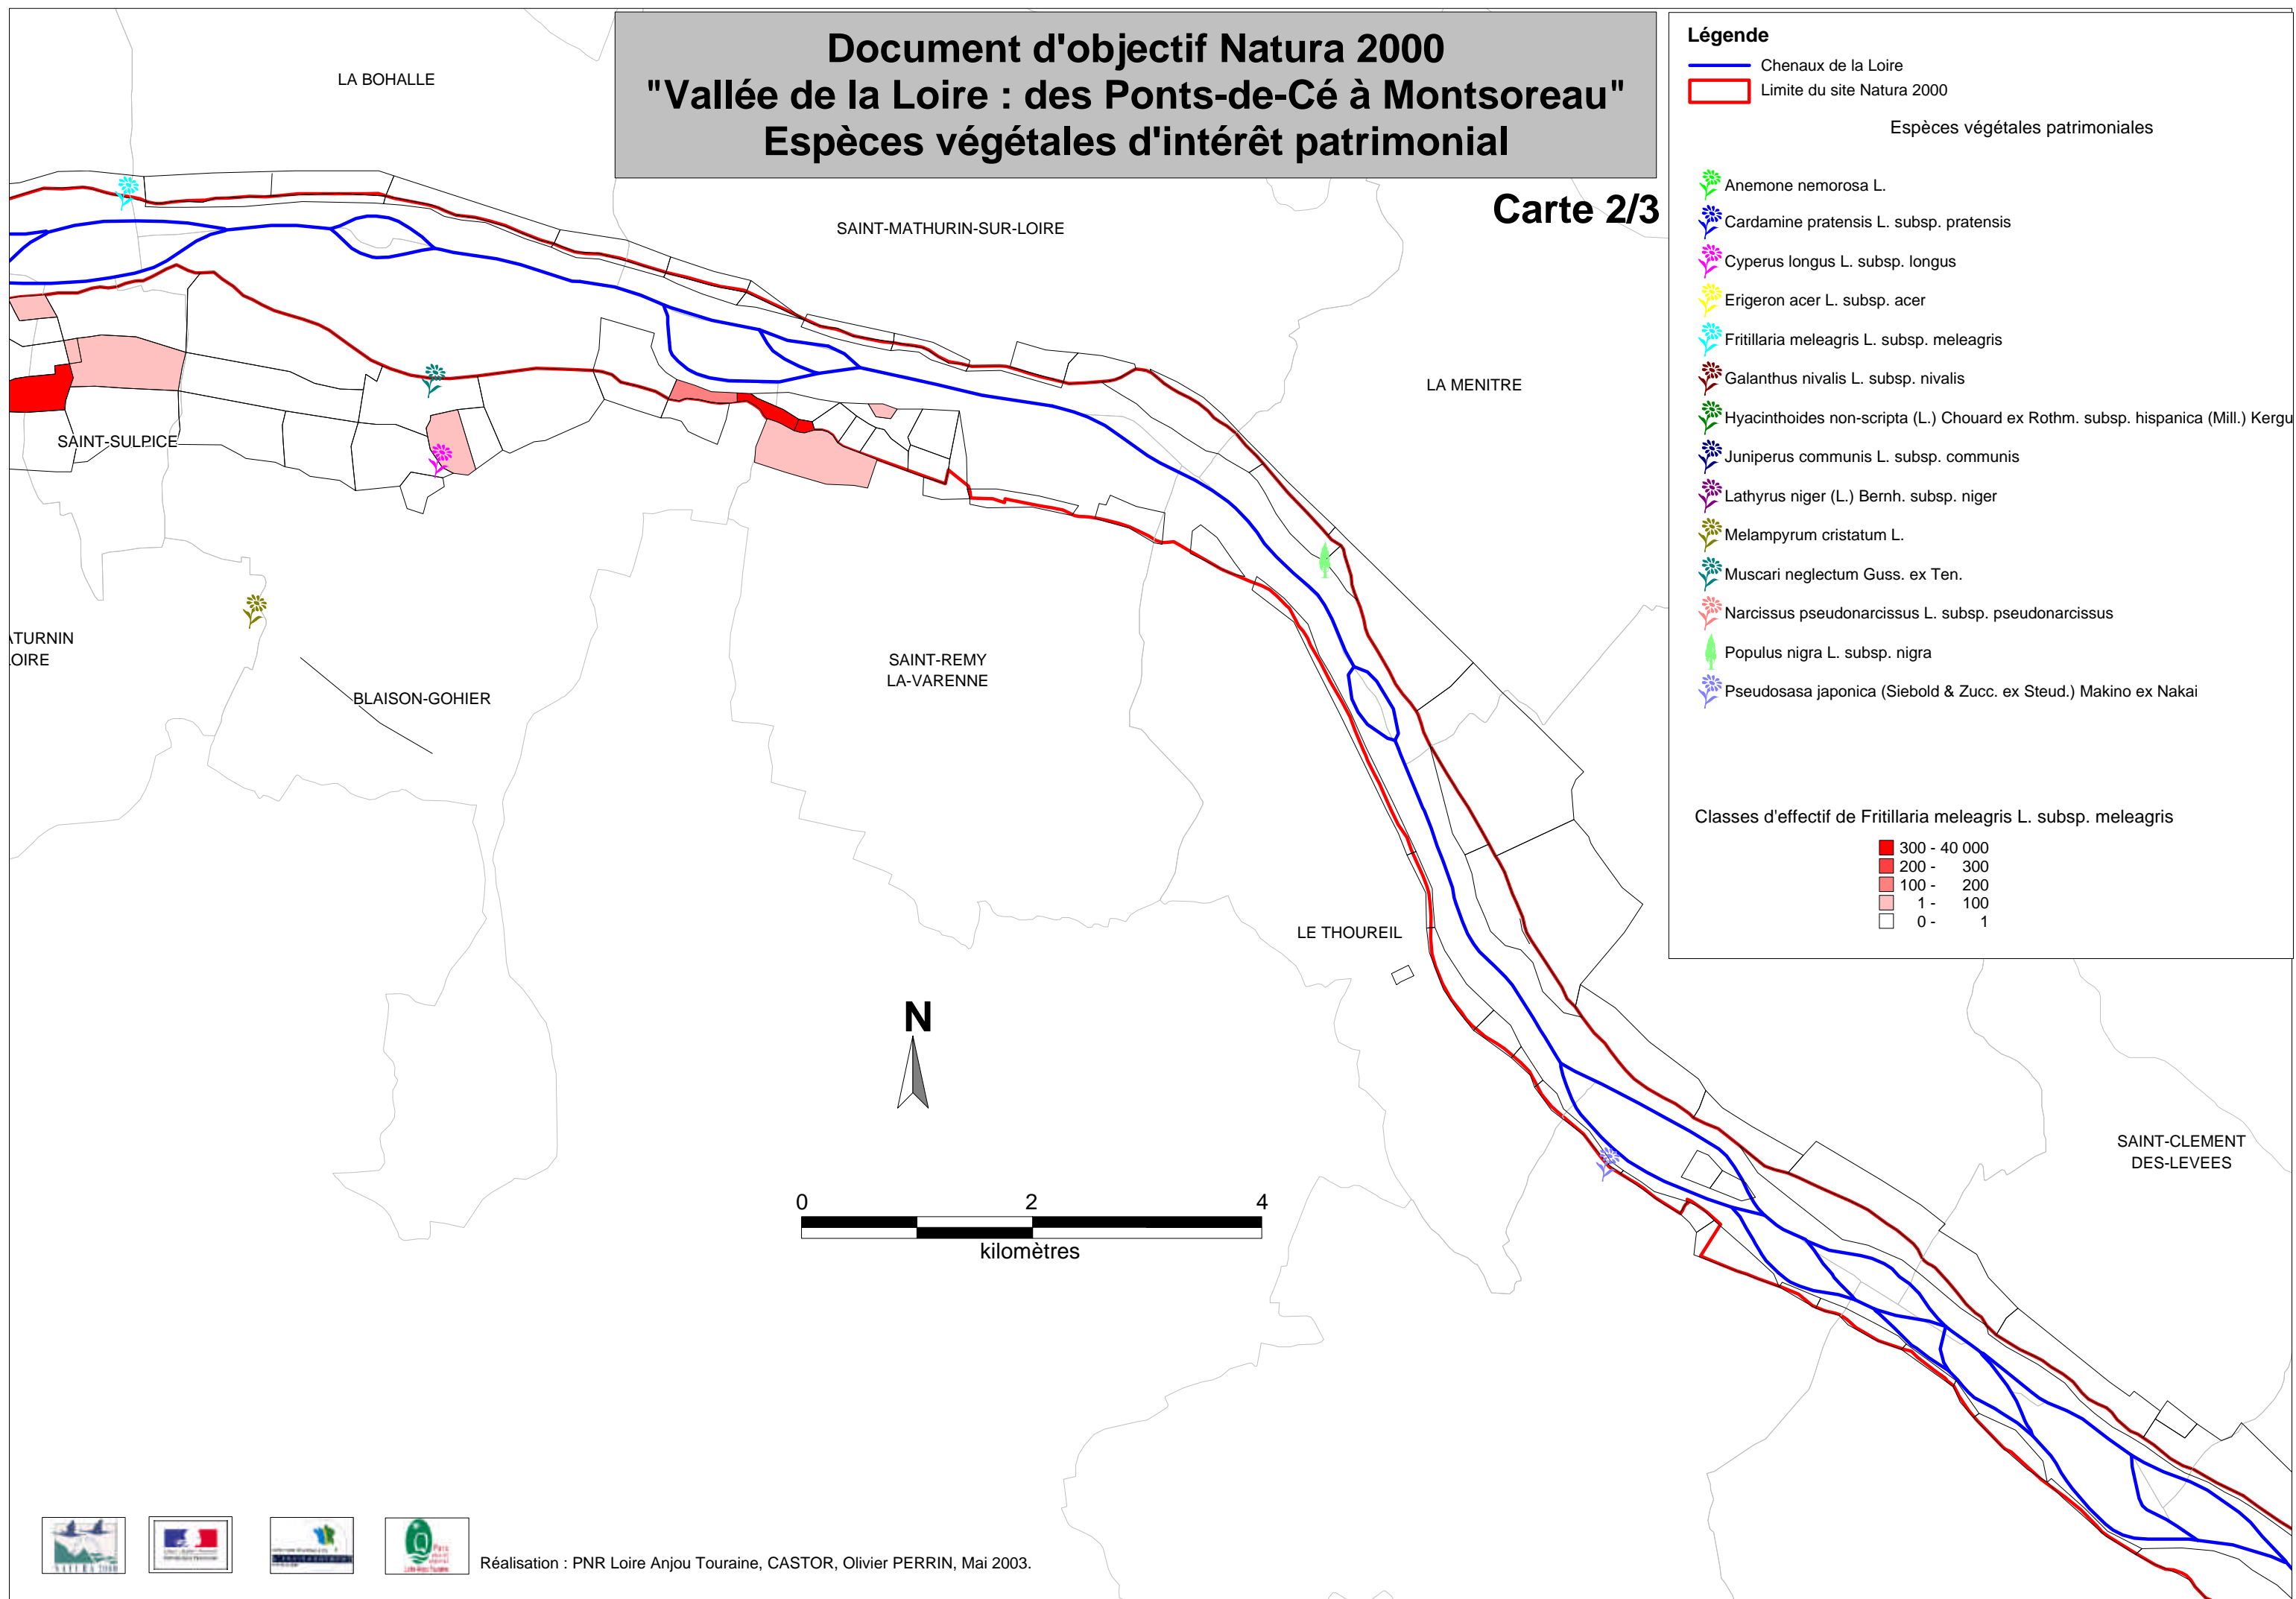 Document d'objectif Natura 2000
"Vallée de la Loire : des Ponts-de-Cé à Montsoreau"
Espèces végétales d'intérêt patrimonial
Carte 2/3
LA BOHALLE
SAINT-MATHURIN-SUR-LOIRE
LA MENITRE
SAINT-SULPICE
ATURNIN
OIRE
BLAISON-GOHIER
SAINT-REMY
LA-VARENNE
LE THOUREIL
SAINT-CLEMENT
DES-LEVEES
Légende
Chenaux de la Loire
Limite du site Natura 2000
Espèces végétales patrimoniales
Anemone nemorosa L.
Cardamine pratensis L. subsp. pratensis
Cyperus longus L. subsp. longus
Erigeron acer L. subsp. acer
Fritillaria meleagris L. subsp. meleagris
Galanthus nivalis L. subsp. nivalis
Hyacinthoides non-scripta (L.) Chouard ex Rothm. subsp. hispanica (Mill.) Kergu
Juniperus communis L. subsp. communis
Lathyrus niger (L.) Bernh. subsp. niger
Melampyrum cristatum L.
Muscari neglectum Guss. ex Ten.
Narcissus pseudonarcissus L. subsp. pseudonarcissus
Populus nigra L. subsp. nigra
Pseudosasa japonica (Siebold & Zucc. ex Steud.) Makino ex Nakai
Classes d'effectif de Fritillaria meleagris L. subsp. meleagris
300 - 40 000
200 - 300
100 - 200
1 - 100
0 - 1
N
0 2 4
kilomètres
NATURA 2000
Réalisation : PNR Loire Anjou Touraine, CASTOR, Olivier PERRIN, Mai 2003.